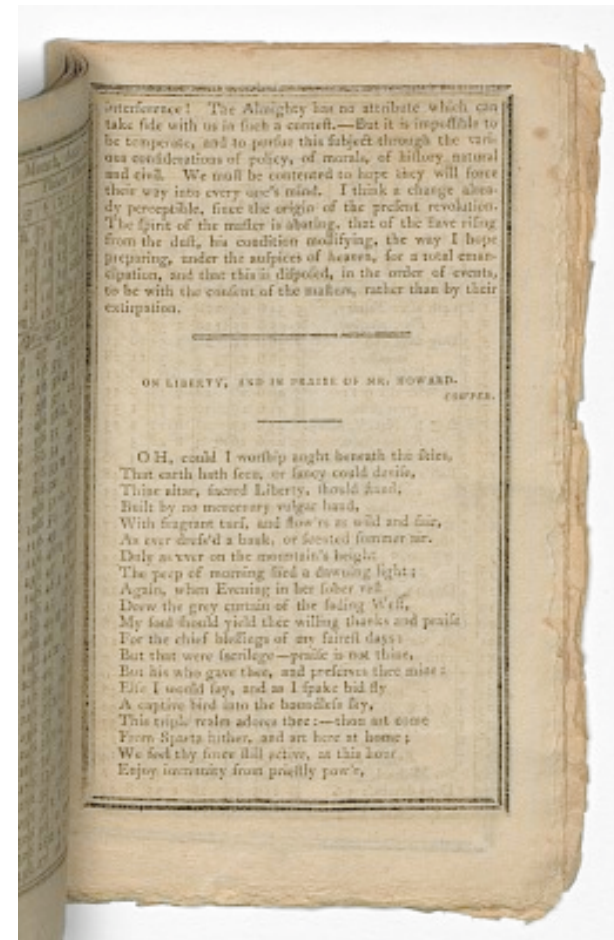 interference! The Almighty has no attribute which can
take ſide with us in ſuch a conteſt.—But it is impoſſible to
be temperate, and to purſue this ſubject through the vari
ous conſiderations of policy, of morals, of hiſtory natural
and civil. We muſt be contented to hope they will force
their way into every one's mind. I think a change alrea-
dy perceptible, ſince the origin of the preſent revolution.
The ſpirit of the maſter is abating, that of the ſlave riſing
from the duſt, his condition mollifying, the way I hope
preparing, under the auſpices of heaven, for a total eman-
cipation, and that this is diſpoſed, in the order of events,
to be with the conſent of the maſters, rather than by their
extirpation.
ON LIBERTY, AND IN PRAISE OF MR. HOWARD.
COWPER.
OH, could I worſhip aught beneath the ſkies,
That earth hath ſeen, or fancy could deviſe,
Thine altar, ſacred Liberty, ſhould ſtand,
Built by no mercenary vulgar hand,
With fragrant turf, and flow'rs as wild and fair,
As ever dreſs'd a bank, or ſcented ſummer air.
Duly as ever on the mountain's height
The peep of morning ſhed a dawning light;
Again, when Evening in her ſober veſt
Drew the grey curtain of the fading Weſt,
My ſoul ſhould yield thee willing thanks and praiſe
For the chief bleſſings of my faireſt days:
But that were ſacrilege—praiſe is not thine,
But his who gave thee, and preſerves thee mine:
Elſe I would ſay, and as I ſpake bid fly
A captive bird into the boundleſs ſky,
This triple realm adores thee:—thou art come
From Sparta hither, and art here at home;
We feel thy force ſtill active, at this hour
Enjoy immunity from prieſtly pow'r,